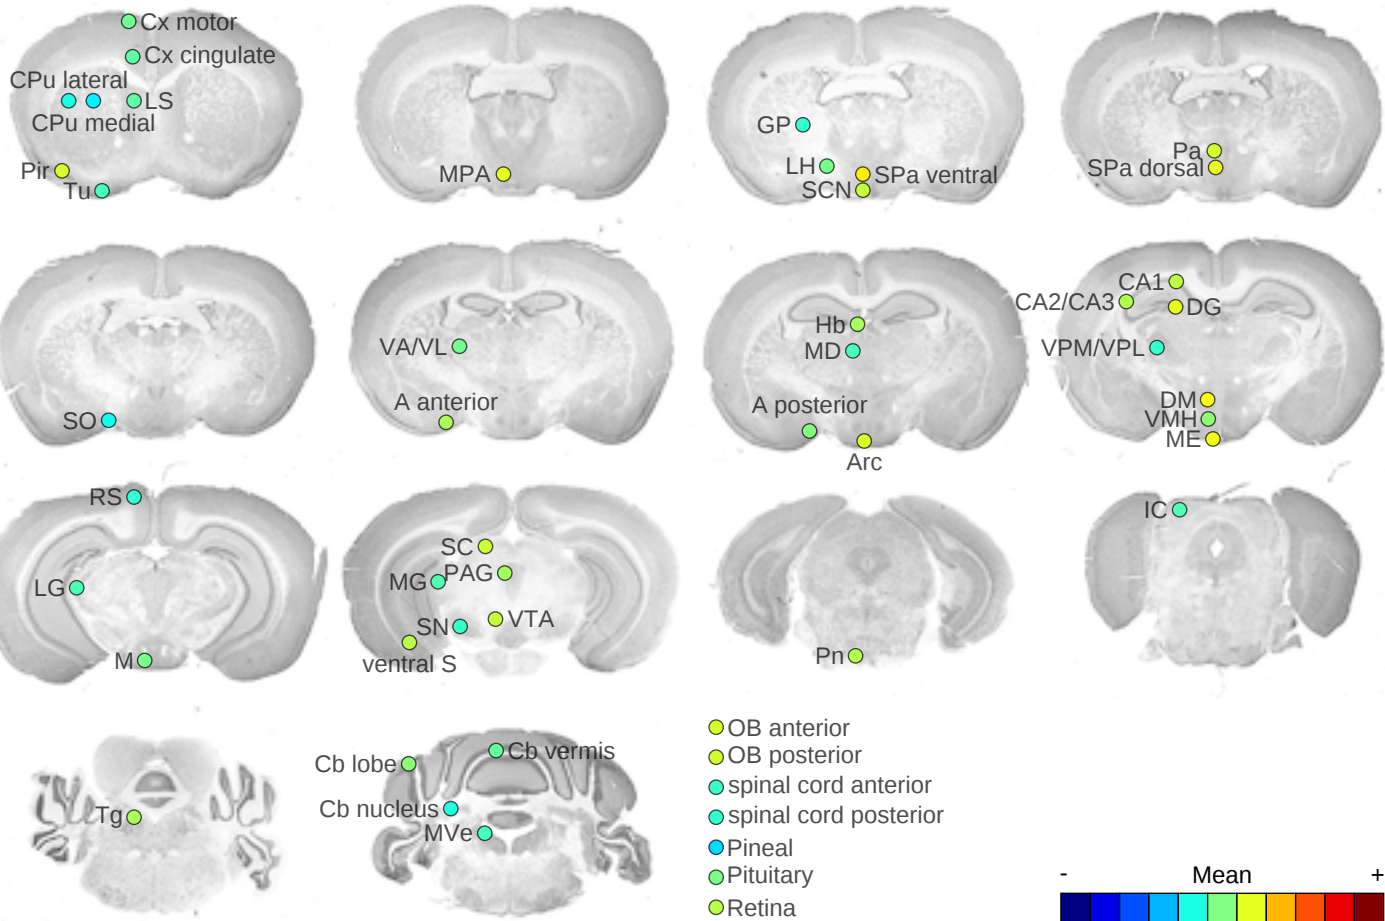 Cx motor
Cx cingulate
CPu lateral
LS
CPu medial
Pir
Tu
MPA
GP
LH
SPa ventral
SCN
Pa
SPa dorsal
SO
VA/VL
A anterior
Hb
MD
A posterior
Arc
CA1
CA2/CA3
DG
VPM/VPL
DM
VMH
ME
RS
LG
M
SC
MG
PAG
SN
VTA
ventral S
Pn
IC
Tg
Cb lobe
Cb vermis
Cb nucleus
MVe
OB anterior
OB posterior
spinal cord anterior
spinal cord posterior
Pineal
Pituitary
Retina
- Mean +